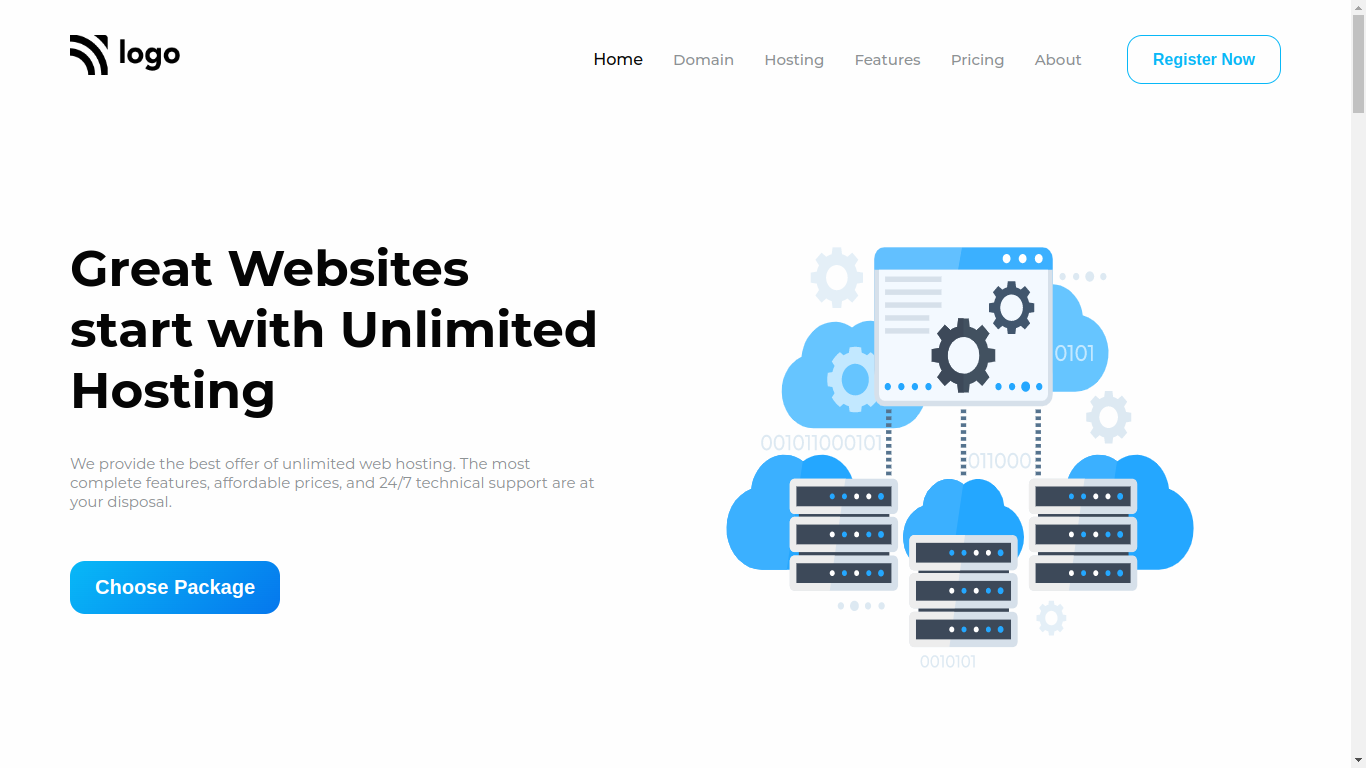 logo
Home Domain Hosting Features Pricing About Register Now
Great Websites
start with Unlimited
Hosting
We provide the best offer of unlimited web hosting. The most
complete features, affordable prices, and 24/7 technical support are at
your disposal.
Choose Package
0101
001011000101
011000
0010101